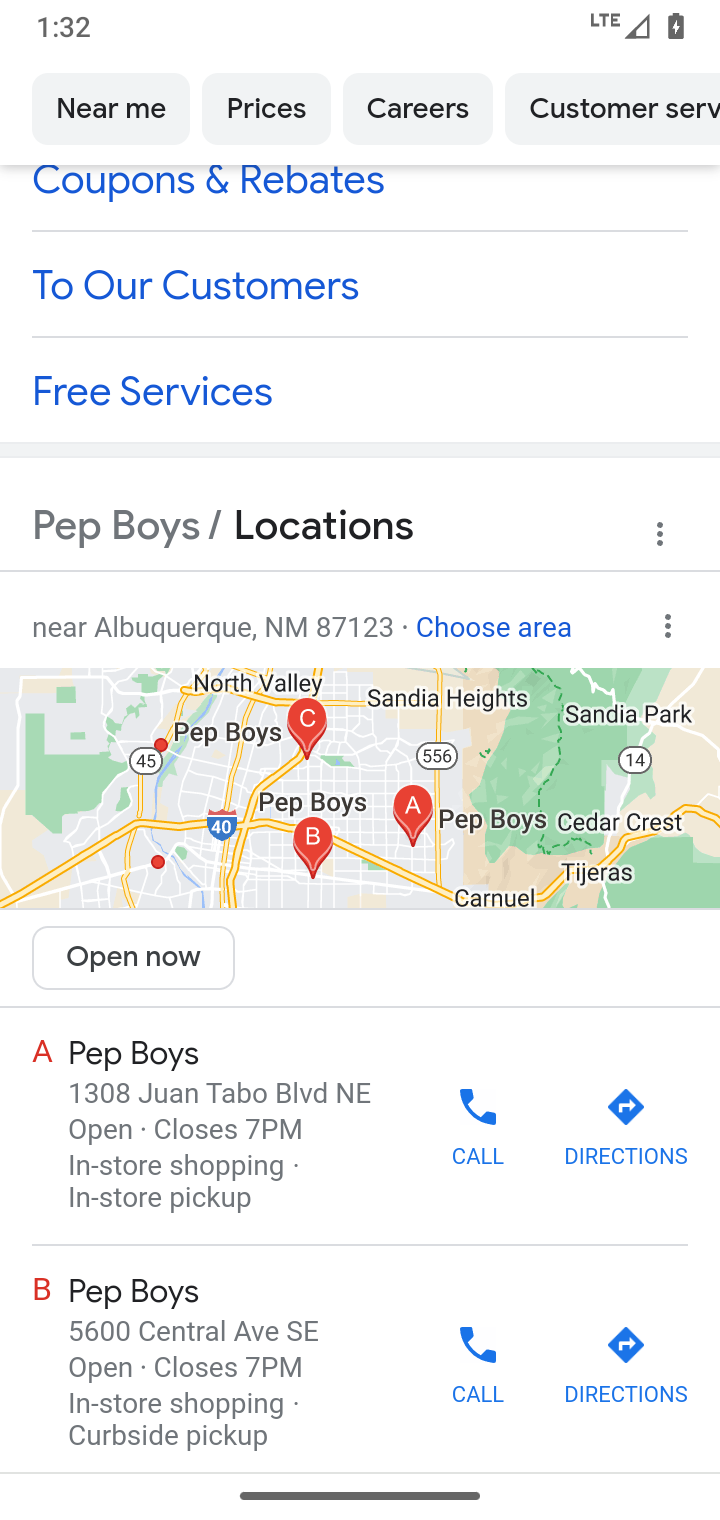 1:32
LTE
Near me
Prices
Careers
Customer serv
Coupons & Rebates
To Our Customers
Free Services
Pep Boys / Locations
near Albuquerque, NM 87123 · Choose area
North Valley
Sandia Heights
Sandia Park
C
Pep Boys
45
556
14
Pep Boys
A
Pep Boys
Cedar Crest
40
B
Tijeras
Carnuel
Open now
A Pep Boys
1308 Juan Tabo Blvd NE
Open · Closes 7PM
In-store shopping ·
In-store pickup
CALL
DIRECTIONS
B Pep Boys
5600 Central Ave SE
Open · Closes 7PM
In-store shopping ·
Curbside pickup
CALL
DIRECTIONS